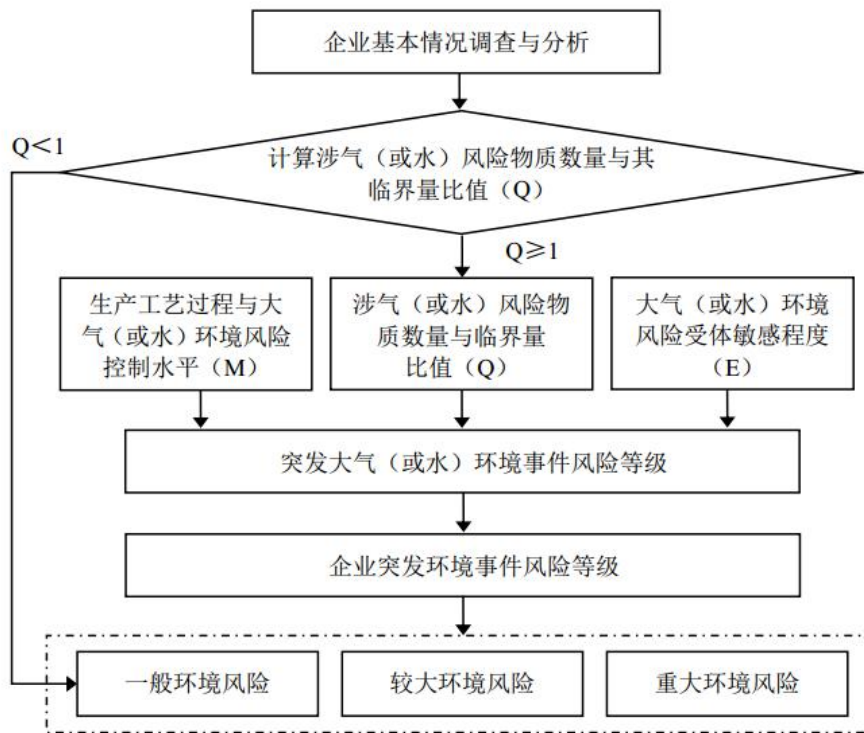 企业基本情况调查与分析
Q＜1
计算涉气（或水）风险物质数量与其
临界量比值（Q）
Q≥1
生产工艺过程与大
气（或水）环境风险
控制水平（M）
涉气（或水）风险物
质数量与临界量
比值（Q）
大气（或水）环境
风险受体敏感程度
（E）
突发大气（或水）环境事件风险等级
企业突发环境事件风险等级
一般环境风险
较大环境风险
重大环境风险